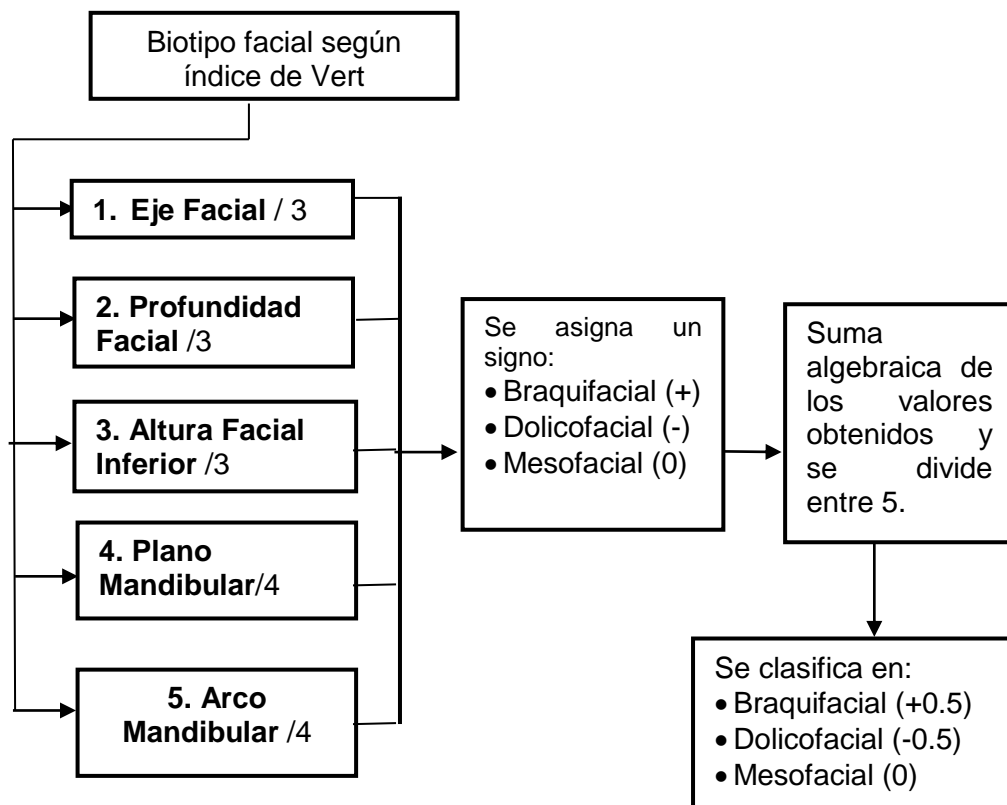 Biotipo facial según
índice de Vert
1. Eje Facial / 3
2. Profundidad
Facial /3
3. Altura Facial
Inferior /3
4. Plano
Mandibular/4
5. Arco
Mandibular /4
Se asigna un
signo:
• Braquifacial (+)
• Dolicofacial (-)
• Mesofacial (0)
Suma
algebraica de
los valores
obtenidos y
se divide
entre 5.
Se clasifica en:
• Braquifacial (+0.5)
• Dolicofacial (-0.5)
• Mesofacial (0)